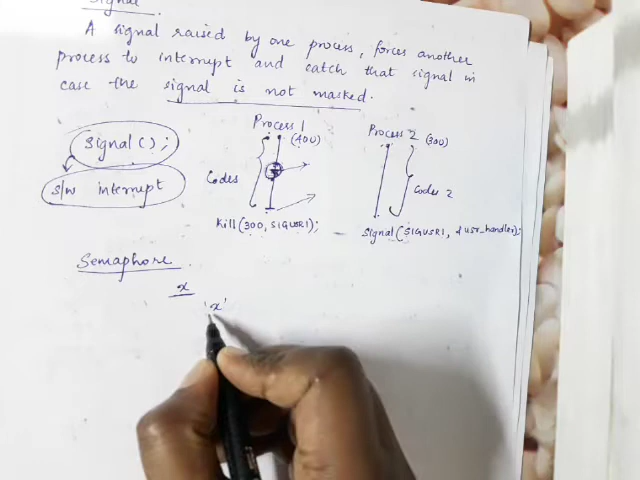 Signal
A signal raised by one process, forces another
process to interrupt and catch that signal in
case the signal is not masked.
Signal();
S/W interrupt
Process 1
(400)
Codes
Kill(300, SIGUSR1);
Process 2 (300)
Codes 2
Signal(SIGUSR1, &usr_handler);
Semaphore
x
'x'